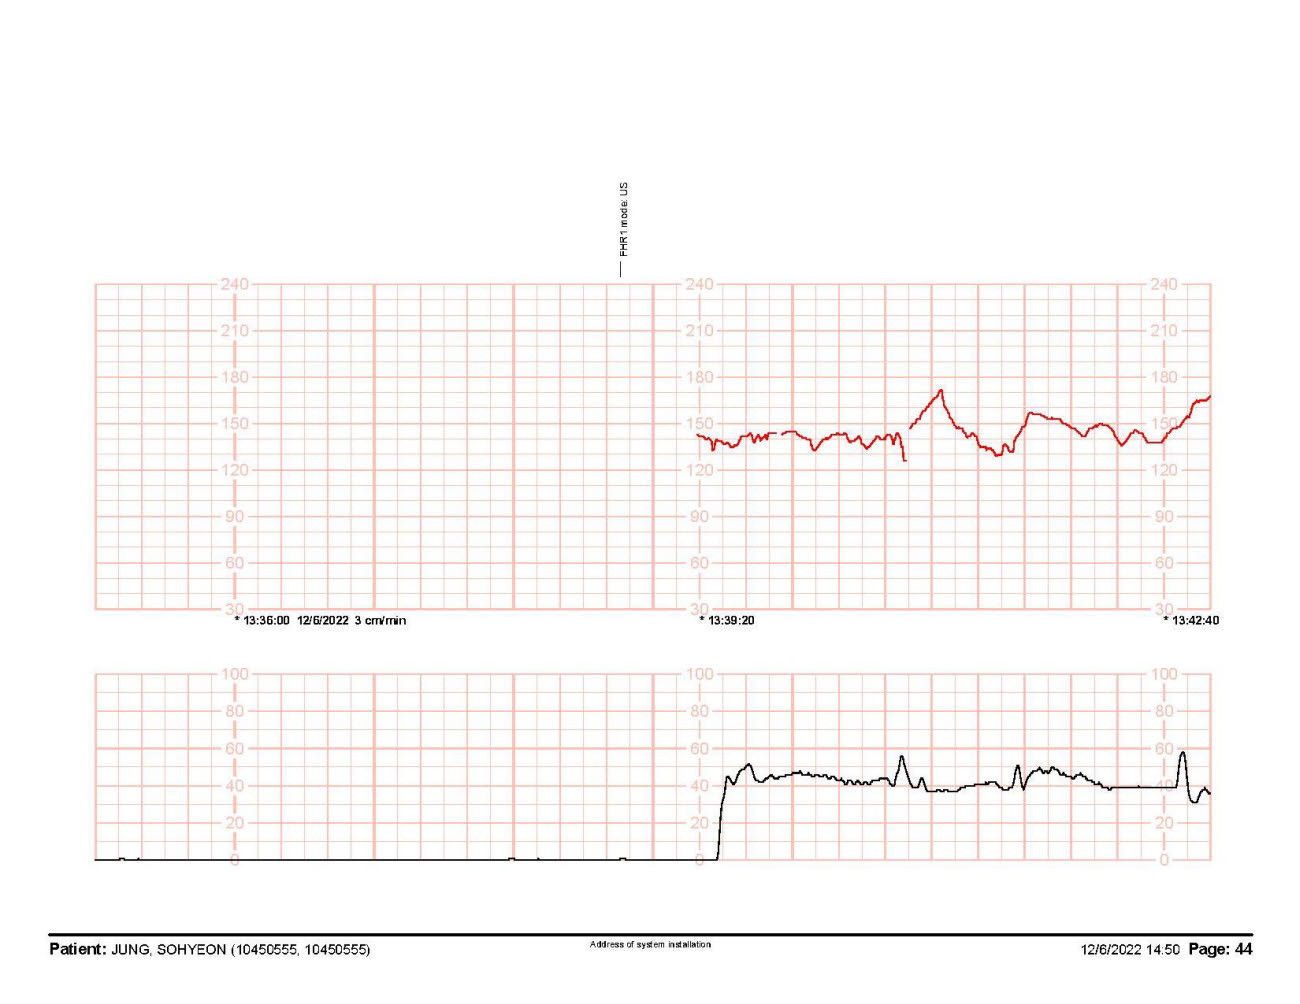 FHR1 mode: US
240 240 240
210 210 210
180 180 180
150 150 150
120 120 120
90 90 90
60 60 60
30 30 30
* 13:36:00 12/6/2022 3 cm/min * 13:39:20 * 13:42:40
100 100 100
80 80 80
60 60 60
40 40 40
20 20 20
0 0 0
Patient: JUNG, SOHYEON (10450555, 10450555) Address of system installation 12/6/2022 14:50 Page: 44